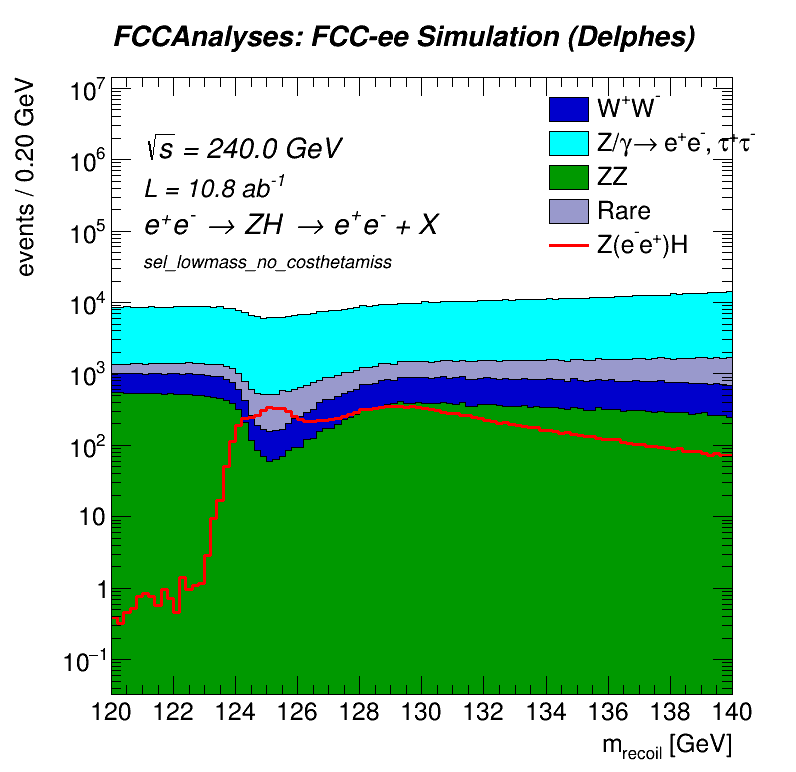 FCCAnalyses: FCC-ee Simulation (Delphes)
events / 0.20 GeV
10⁷
10⁶
10⁵
10⁴
10³
10²
10
1
10⁻¹
√s = 240.0 GeV
L = 10.8 ab⁻¹
e⁺e⁻ → ZH → e⁺e⁻ + X
sel_lowmass_no_costhetamiss
W⁺W⁻
Z/γ→ e⁺e⁻, τ⁺τ⁻
ZZ
Rare
Z(e⁻e⁺)H
120 122 124 126 128 130 132 134 136 138 140
m_recoil [GeV]